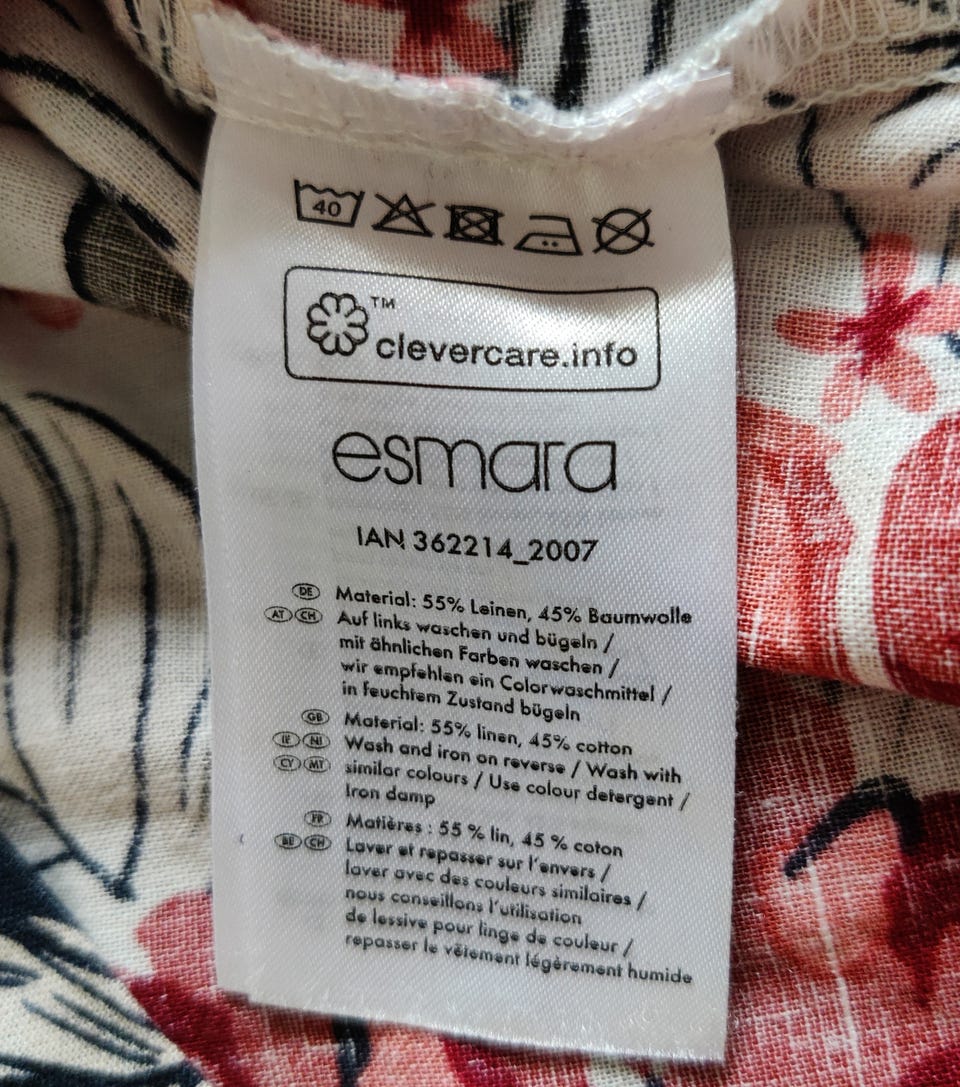 40
TM
clevercare.info
esmara
IAN 362214_2007
DE Material: 55% Leinen, 45% Baumwolle
AT CH Auf links waschen und bügeln /
mit ähnlichen Farben waschen /
wir empfehlen ein Colorwaschmittel /
in feuchtem Zustand bügeln
GB Material: 55% linen, 45% cotton
IE NI Wash and iron on reverse / Wash with
CY MT similar colours / Use colour detergent /
Iron damp
FR Matières : 55 % lin, 45 % coton
BE CH Laver et repasser sur l'envers /
laver avec des couleurs similaires /
nous conseillons l'utilisation
de lessive pour linge de couleur /
repasser le vêtement légèrement humide